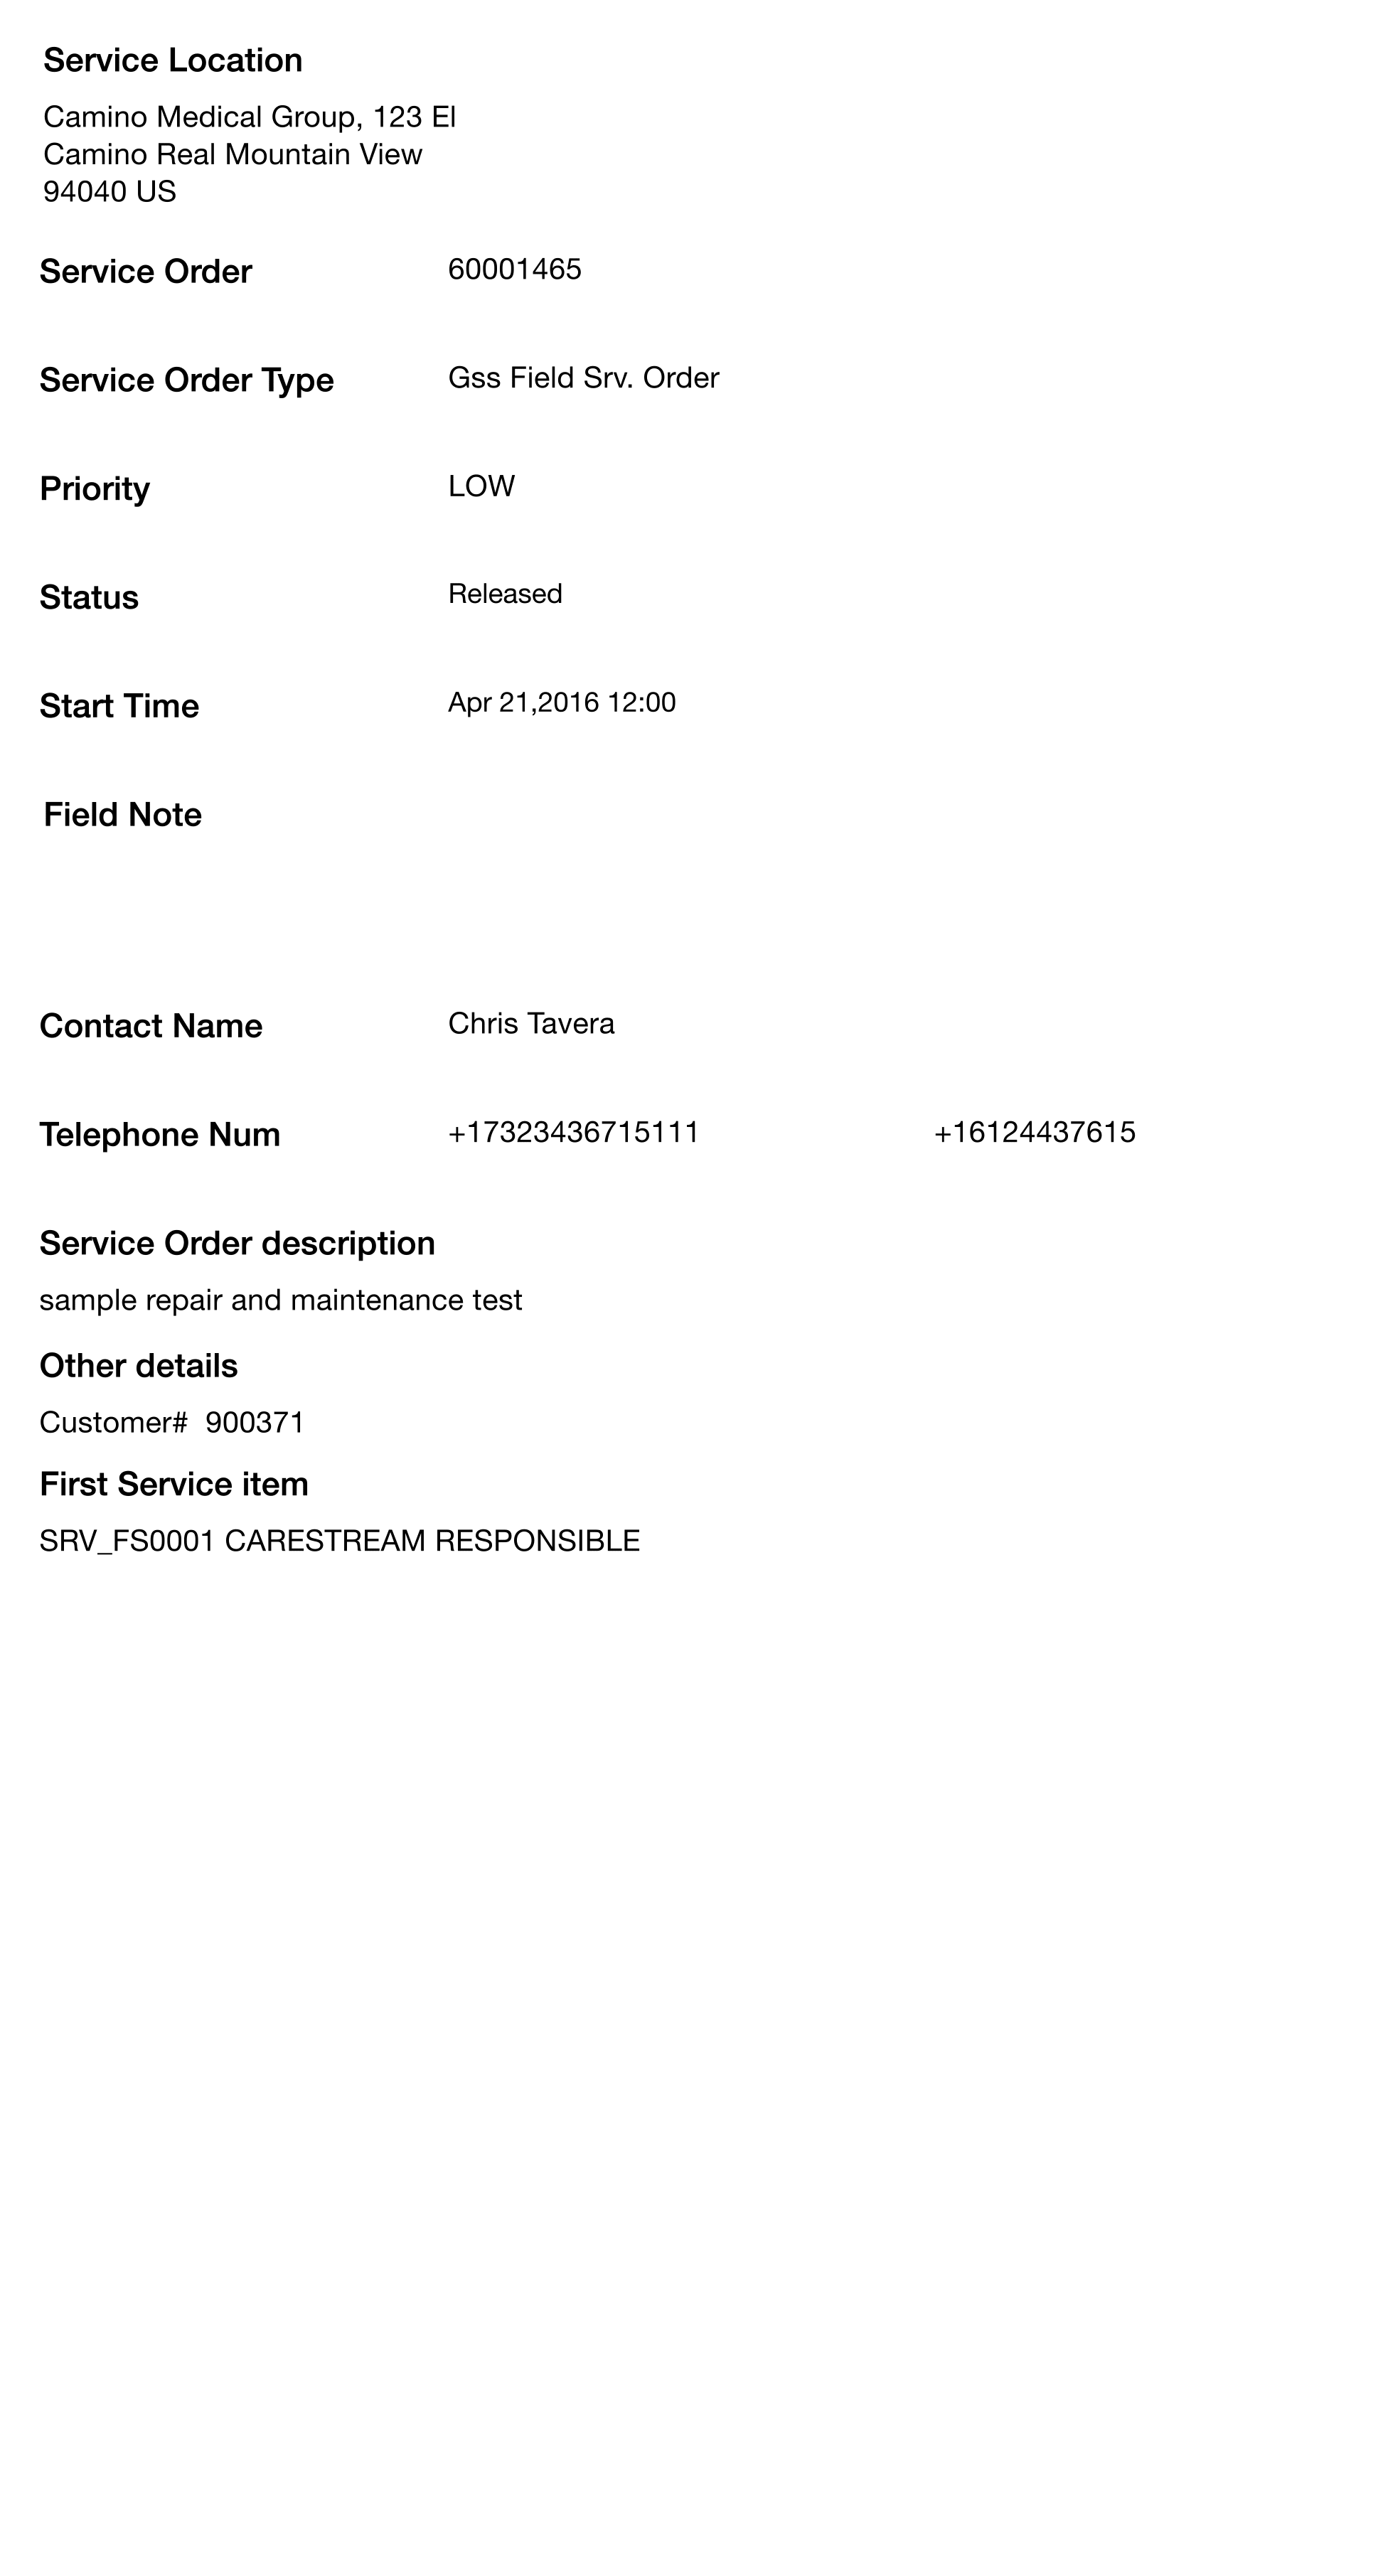 Service Location
Camino Medical Group, 123 El
Camino Real Mountain View
94040 US
Service Order 60001465
Service Order Type Gss Field Srv. Order
Priority LOW
Status Released
Start Time Apr 21,2016 12:00
Field Note
Contact Name Chris Tavera
Telephone Num +17323436715111 +16124437615
Service Order description
sample repair and maintenance test
Other details
Customer# 900371
First Service item
SRV_FS0001 CARESTREAM RESPONSIBLE